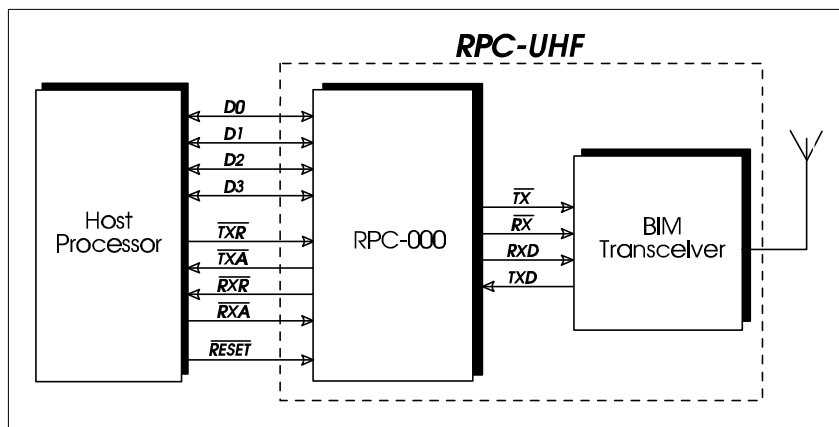 RPC-UHF
D0
D1
D2
D3
TXR
TXA
RXR
RXA
RESET
Host
Processor
RPC-000
TX
RX
RXD
TXD
BIM
Transceiver